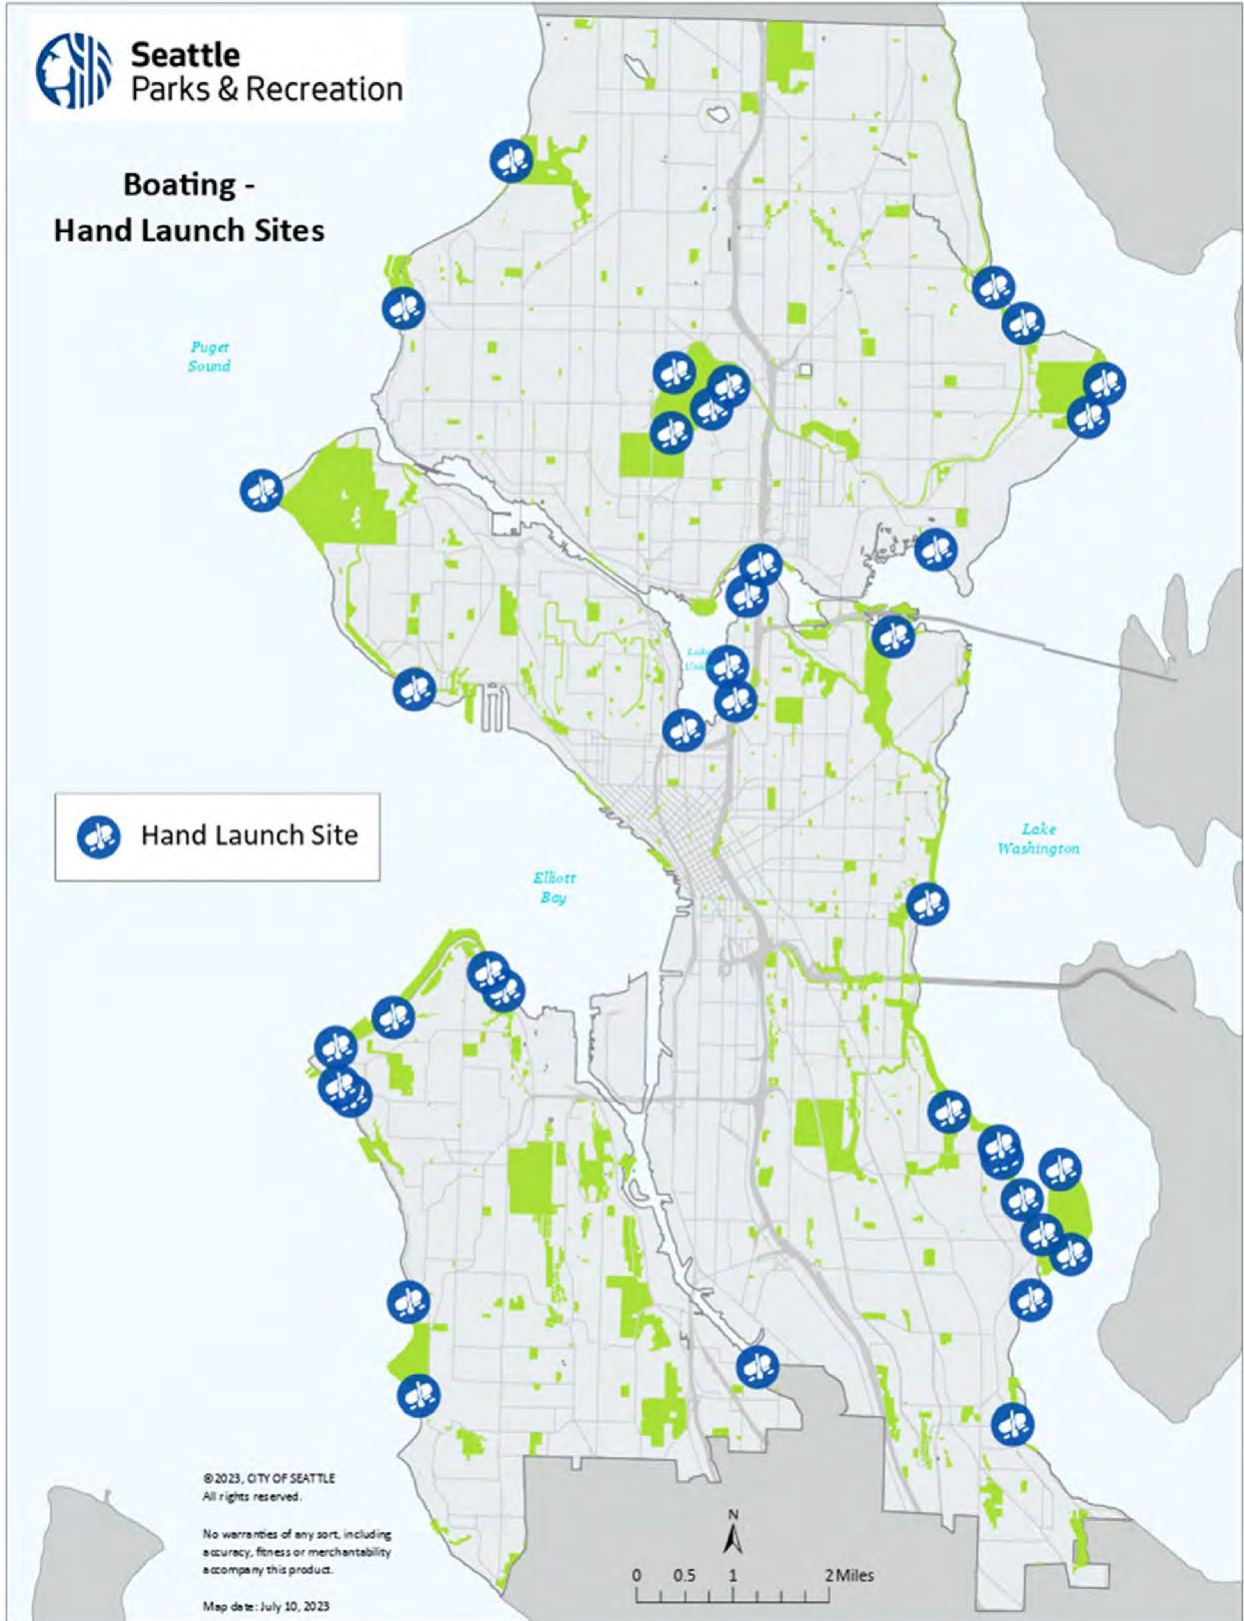 Seattle
Parks & Recreation
Boating -
Hand Launch Sites
Puget
Sound
Lake
Union
Hand Launch Site
Lake
Washington
Elliott
Bay
©2023, CITY OF SEATTLE
All rights reserved.
No warranties of any sort, including
accuracy, fitness or merchantability
accompany this product.
Map date: July 10, 2023
N
0 0.5 1 2 Miles